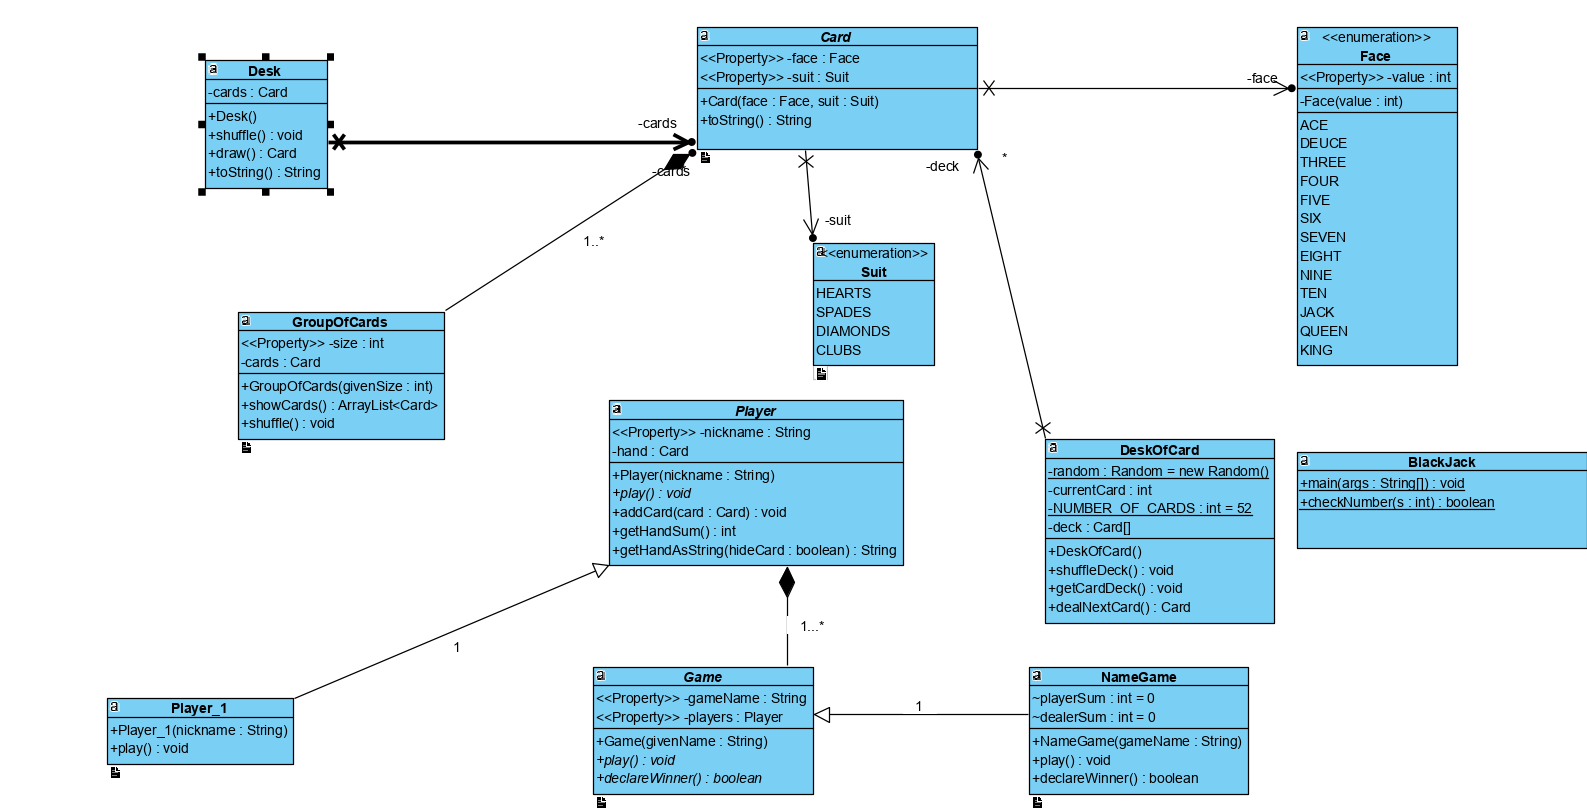 Desk
-cards : Card
+Desk()
+shuffle() : void
+draw() : Card
+toString() : String
-cards
-cards
1..*
Card
<<Property>> -face : Face
<<Property>> -suit : Suit
+Card(face : Face, suit : Suit)
+toString() : String
-face
<<enumeration>>
Face
<<Property>> -value : int
-Face(value : int)
ACE
DEUCE
THREE
FOUR
FIVE
SIX
SEVEN
EIGHT
NINE
TEN
JACK
QUEEN
KING
-deck
*
-suit
<<enumeration>>
Suit
HEARTS
SPADES
DIAMONDS
CLUBS
GroupOfCards
<<Property>> -size : int
-cards : Card
+GroupOfCards(givenSize : int)
+showCards() : ArrayList<Card>
+shuffle() : void
Player
<<Property>> -nickname : String
-hand : Card
+Player(nickname : String)
+play() : void
+addCard(card : Card) : void
+getHandSum() : int
+getHandAsString(hideCard : boolean) : String
DeskOfCard
-random : Random = new Random()
-currentCard : int
-NUMBER_OF_CARDS : int = 52
-deck : Card[]
+DeskOfCard()
+shuffleDeck() : void
+getCardDeck() : void
+dealNextCard() : Card
BlackJack
+main(args : String[]) : void
+checkNumber(s : int) : boolean
1
1...*
Player_1
+Player_1(nickname : String)
+play() : void
Game
<<Property>> -gameName : String
<<Property>> -players : Player
+Game(givenName : String)
+play() : void
+declareWinner() : boolean
1
NameGame
~playerSum : int = 0
~dealerSum : int = 0
+NameGame(gameName : String)
+play() : void
+declareWinner() : boolean